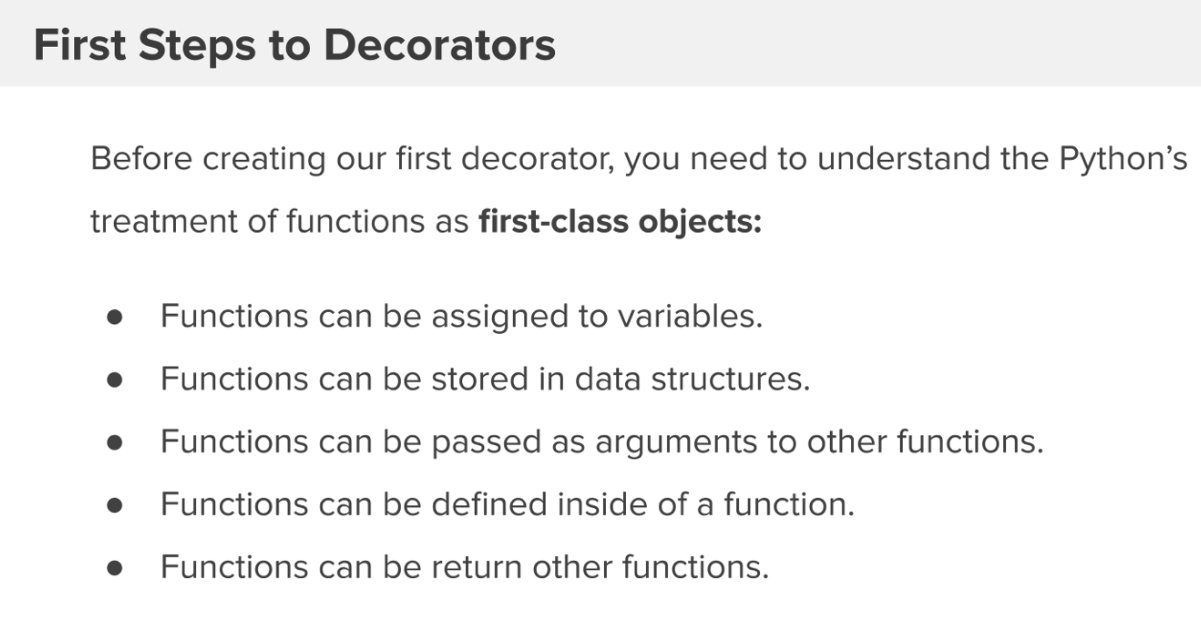 First Steps to Decorators
Before creating our first decorator, you need to understand the Python’s
treatment of functions as first-class objects:
● Functions can be assigned to variables.
● Functions can be stored in data structures.
● Functions can be passed as arguments to other functions.
● Functions can be defined inside of a function.
● Functions can be return other functions.